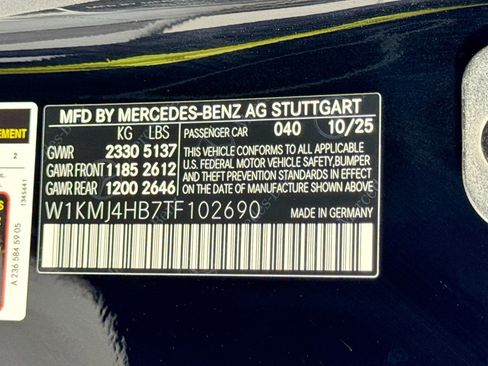 MFD BY MERCEDES-BENZ AG STUTTGART
KG LBS PASSENGER CAR 040 10/25
GVWR 2330 5137
GAWR FRONT 1185 2612
GAWR REAR 1200 2646
THIS VEHICLE CONFORMS TO ALL APPLICABLE
U.S. FEDERAL MOTOR VEHICLE SAFETY,BUMPER
AND THEFT PREVENTION STANDARDS IN EFFECT
ON THE DATE OF MANUFACTURE SHOWN ABOVE.
W1KMJ4HB7TF102690 MADE IN GERMANY
EMENT
2
1345441
A 236 584 59 05